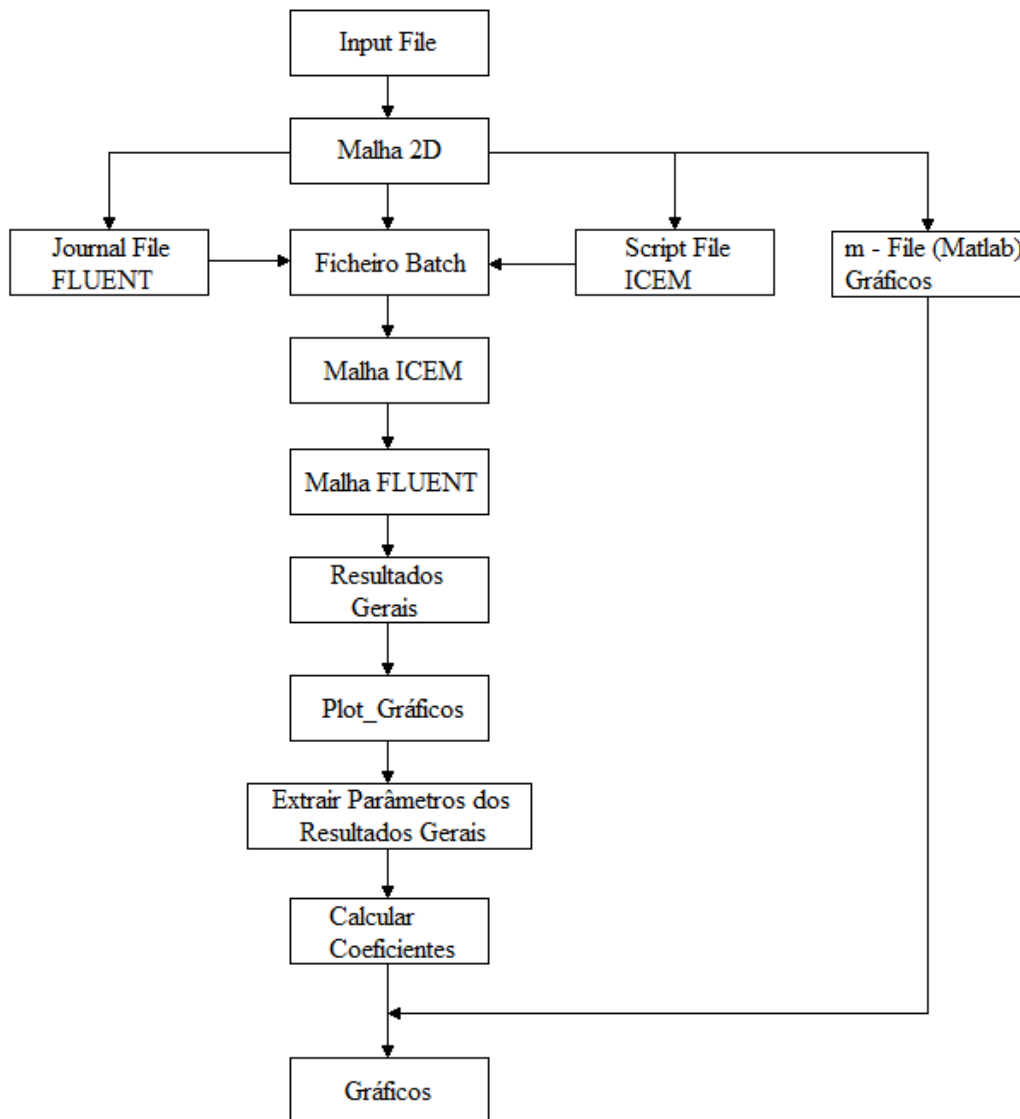 Input File
Malha 2D
Journal File
FLUENT
Ficheiro Batch
Script File
ICEM
m - File (Matlab)
Gráficos
Malha ICEM
Malha FLUENT
Resultados
Gerais
Plot_Gráficos
Extrair Parâmetros dos
Resultados Gerais
Calcular
Coeficientes
Gráficos